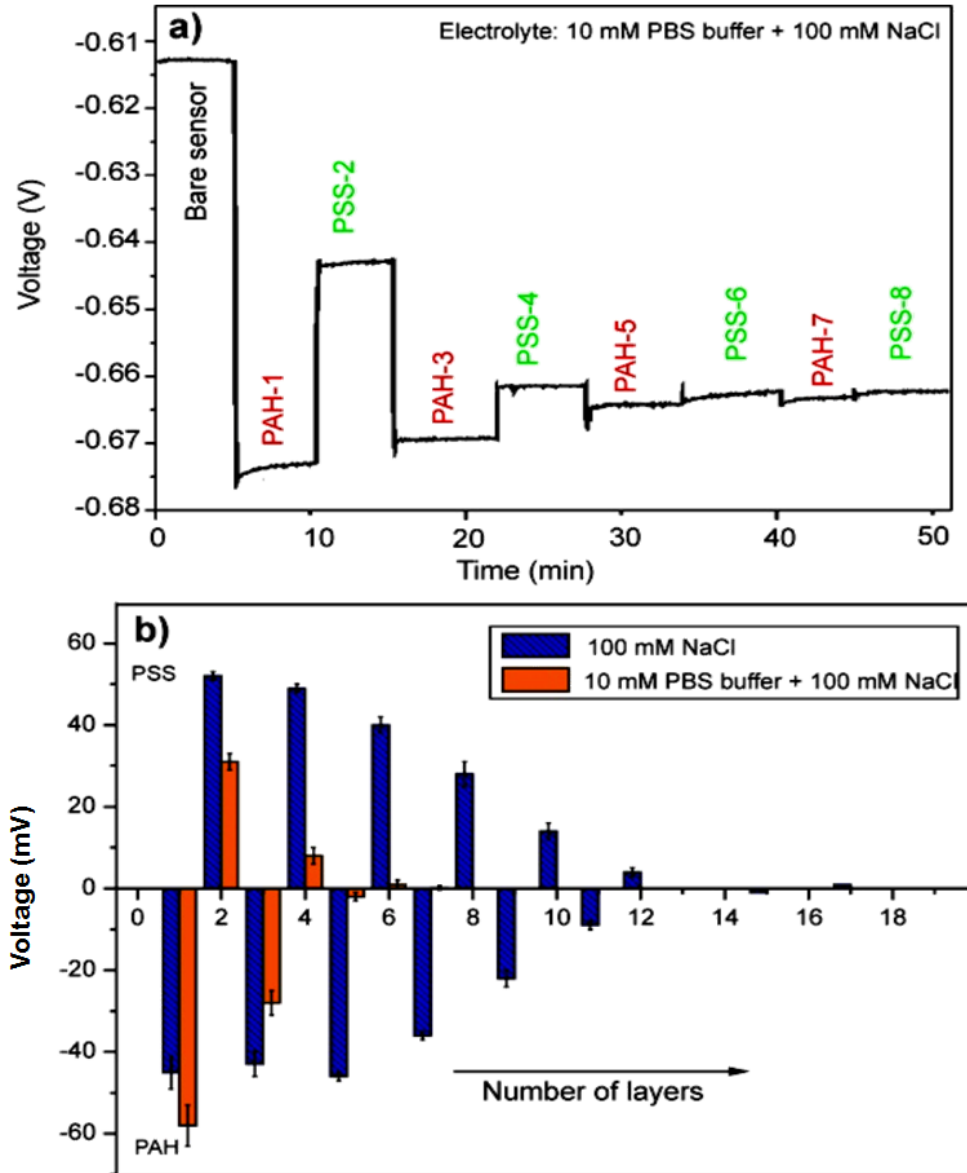 a)
Electrolyte: 10 mM PBS buffer + 100 mM NaCl
Voltage (V)
-0.61
-0.62
-0.63
-0.64
-0.65
-0.66
-0.67
-0.68
Bare sensor
PAH-1
PSS-2
PAH-3
PSS-4
PAH-5
PSS-6
PAH-7
PSS-8
0 10 20 30 40 50
Time (min)
b)
100 mM NaCl
10 mM PBS buffer + 100 mM NaCl
Voltage (mV)
60
40
20
0
-20
-40
-60
PSS
PAH
0 2 4 6 8 10 12 14 16 18
Number of layers